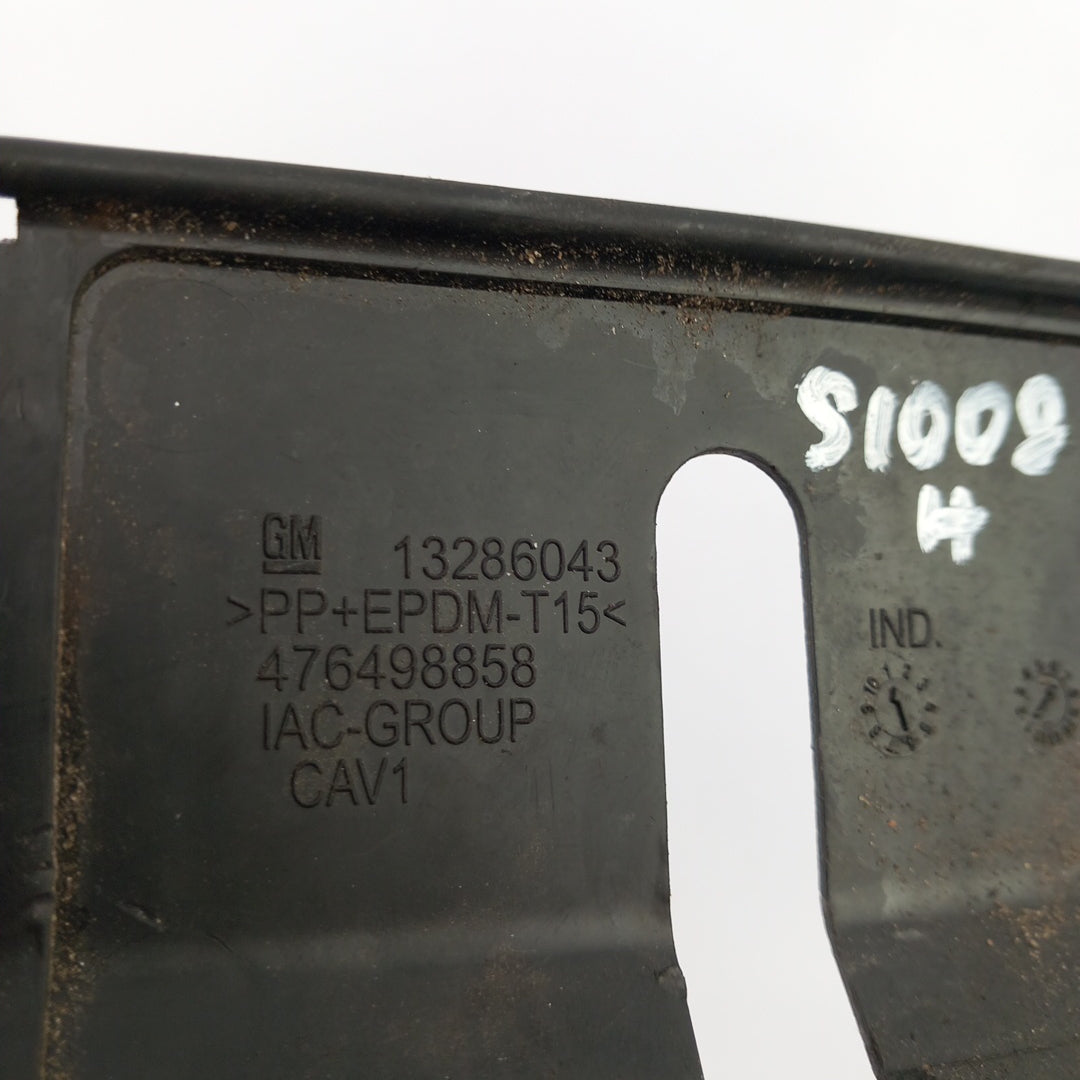 S1008
H
GM 13286043
>PP+EPDM-T15<
476498858
IAC-GROUP
CAV1
IND.